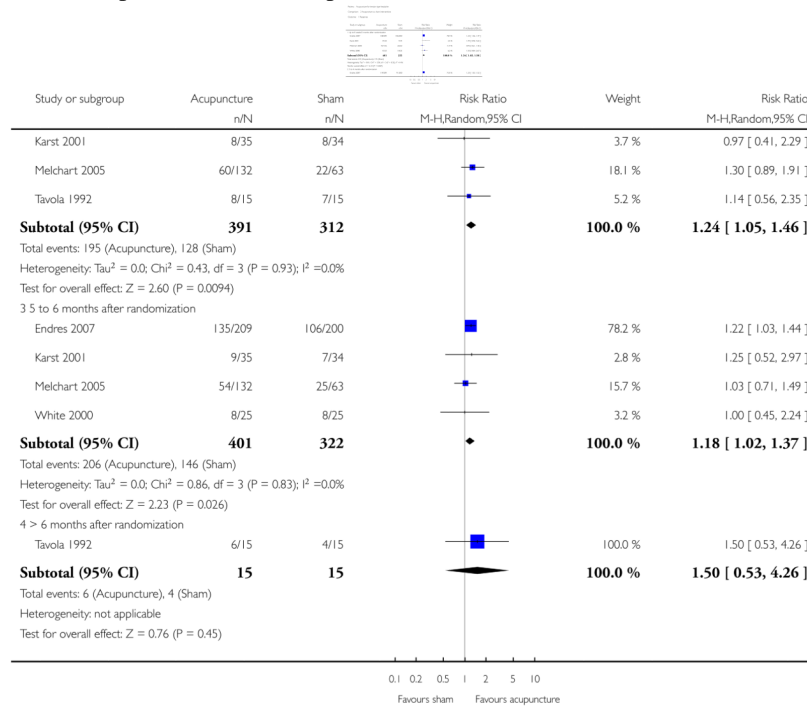 Study or subgroup Acupuncture Sham Risk Ratio Weight Risk Ratio
n/N n/N M-H,Random,95% CI M-H,Random,95% CI
Karst 2001 8/35 8/34 3.7 % 0.97 [ 0.41, 2.29 ]
Melchart 2005 60/132 22/63 18.1 % 1.30 [ 0.89, 1.91 ]
Tavola 1992 8/15 7/15 5.2 % 1.14 [ 0.56, 2.35 ]
Subtotal (95% CI) 391 312 100.0 % 1.24 [ 1.05, 1.46 ]
Total events: 195 (Acupuncture), 128 (Sham)
Heterogeneity: Tau² = 0.0; Chi² = 0.43, df = 3 (P = 0.93); I² =0.0%
Test for overall effect: Z = 2.60 (P = 0.0094)
3 5 to 6 months after randomization
Endres 2007 135/209 106/200 78.2 % 1.22 [ 1.03, 1.44 ]
Karst 2001 9/35 7/34 2.8 % 1.25 [ 0.52, 2.97 ]
Melchart 2005 54/132 25/63 15.7 % 1.03 [ 0.71, 1.49 ]
White 2000 8/25 8/25 3.2 % 1.00 [ 0.45, 2.24 ]
Subtotal (95% CI) 401 322 100.0 % 1.18 [ 1.02, 1.37 ]
Total events: 206 (Acupuncture), 146 (Sham)
Heterogeneity: Tau² = 0.0; Chi² = 0.86, df = 3 (P = 0.83); I² =0.0%
Test for overall effect: Z = 2.23 (P = 0.026)
4 > 6 months after randomization
Tavola 1992 6/15 4/15 100.0 % 1.50 [ 0.53, 4.26 ]
Subtotal (95% CI) 15 15 100.0 % 1.50 [ 0.53, 4.26 ]
Total events: 6 (Acupuncture), 4 (Sham)
Heterogeneity: not applicable
Test for overall effect: Z = 0.76 (P = 0.45)
0.1 0.2 0.5 1 2 5 10
Favours sham Favours acupuncture